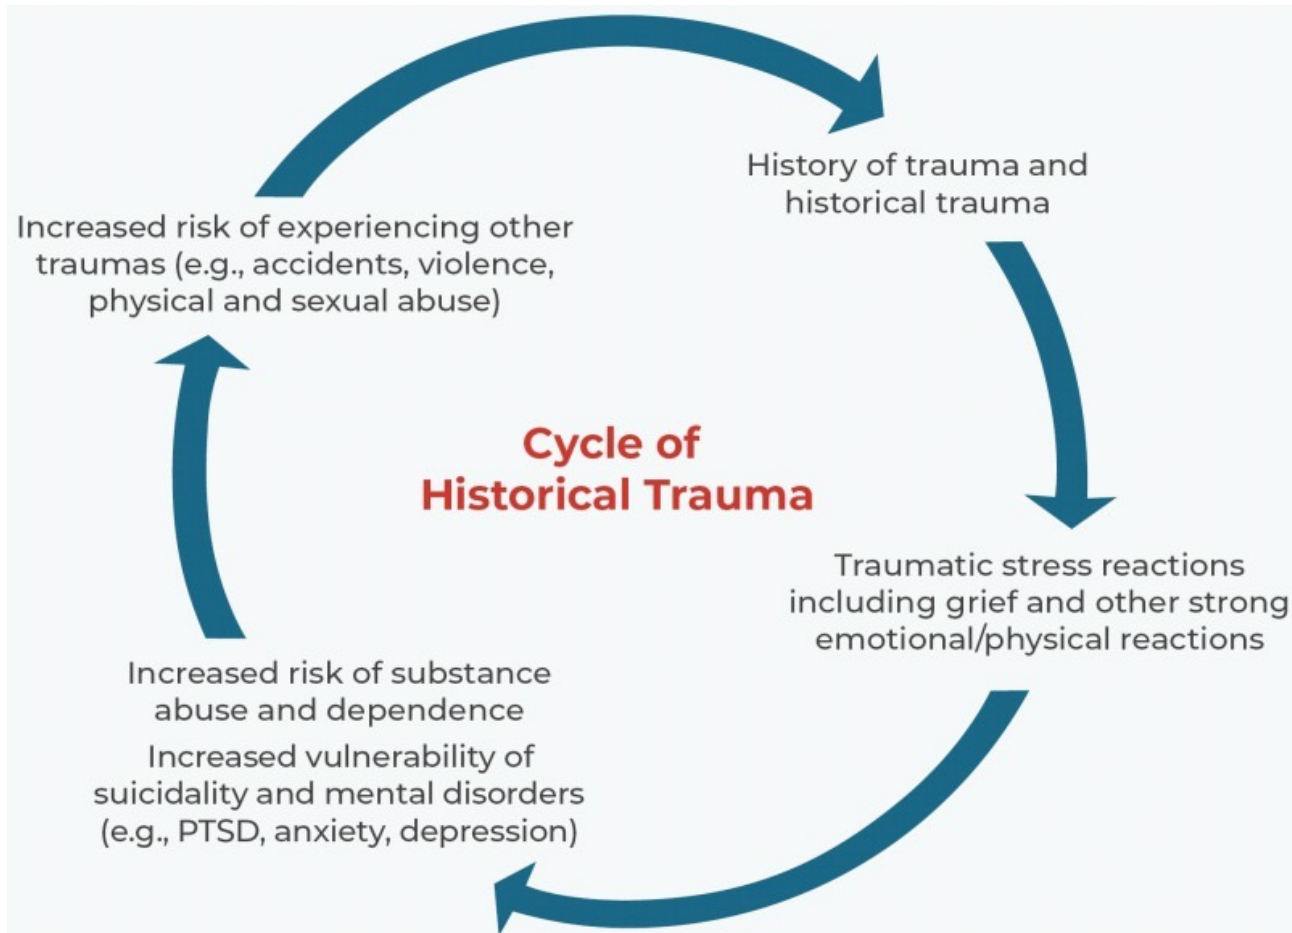 History of trauma and
historical trauma
Traumatic stress reactions
including grief and other strong
emotional/physical reactions
Increased risk of substance
abuse and dependence
Increased vulnerability of
suicidality and mental disorders
(e.g., PTSD, anxiety, depression)
Increased risk of experiencing other
traumas (e.g., accidents, violence,
physical and sexual abuse)
Cycle of
Historical Trauma